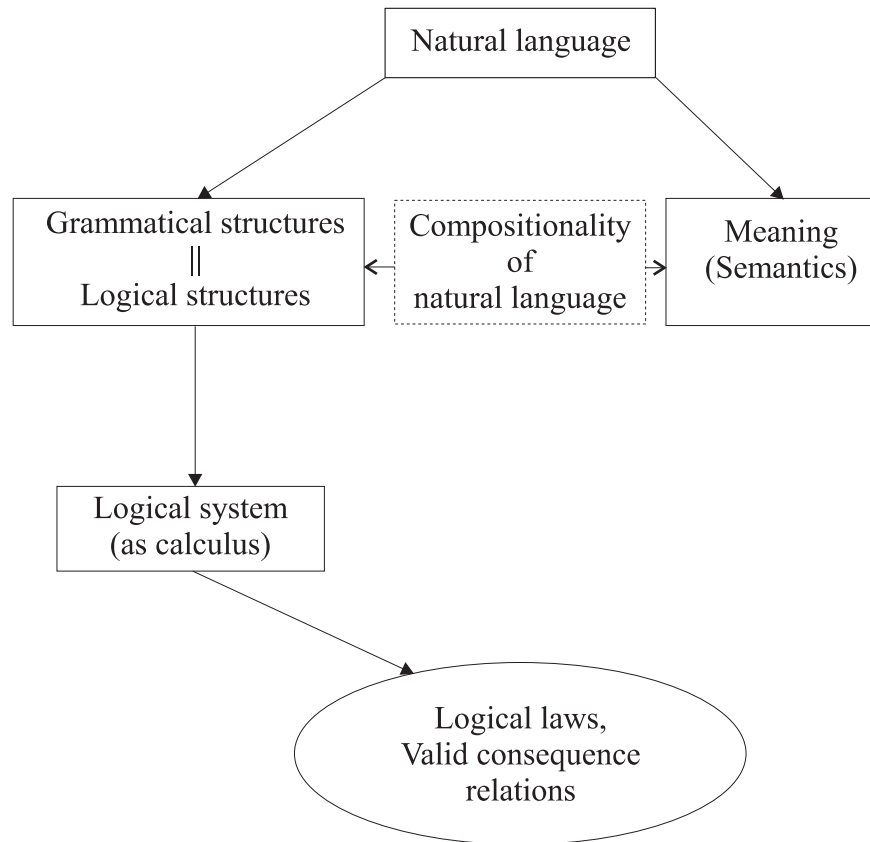 Natural language
Grammatical structures
||
Logical structures
Compositionality
of
natural language
Meaning
(Semantics)
Logical system
(as calculus)
Logical laws,
Valid consequence
relations